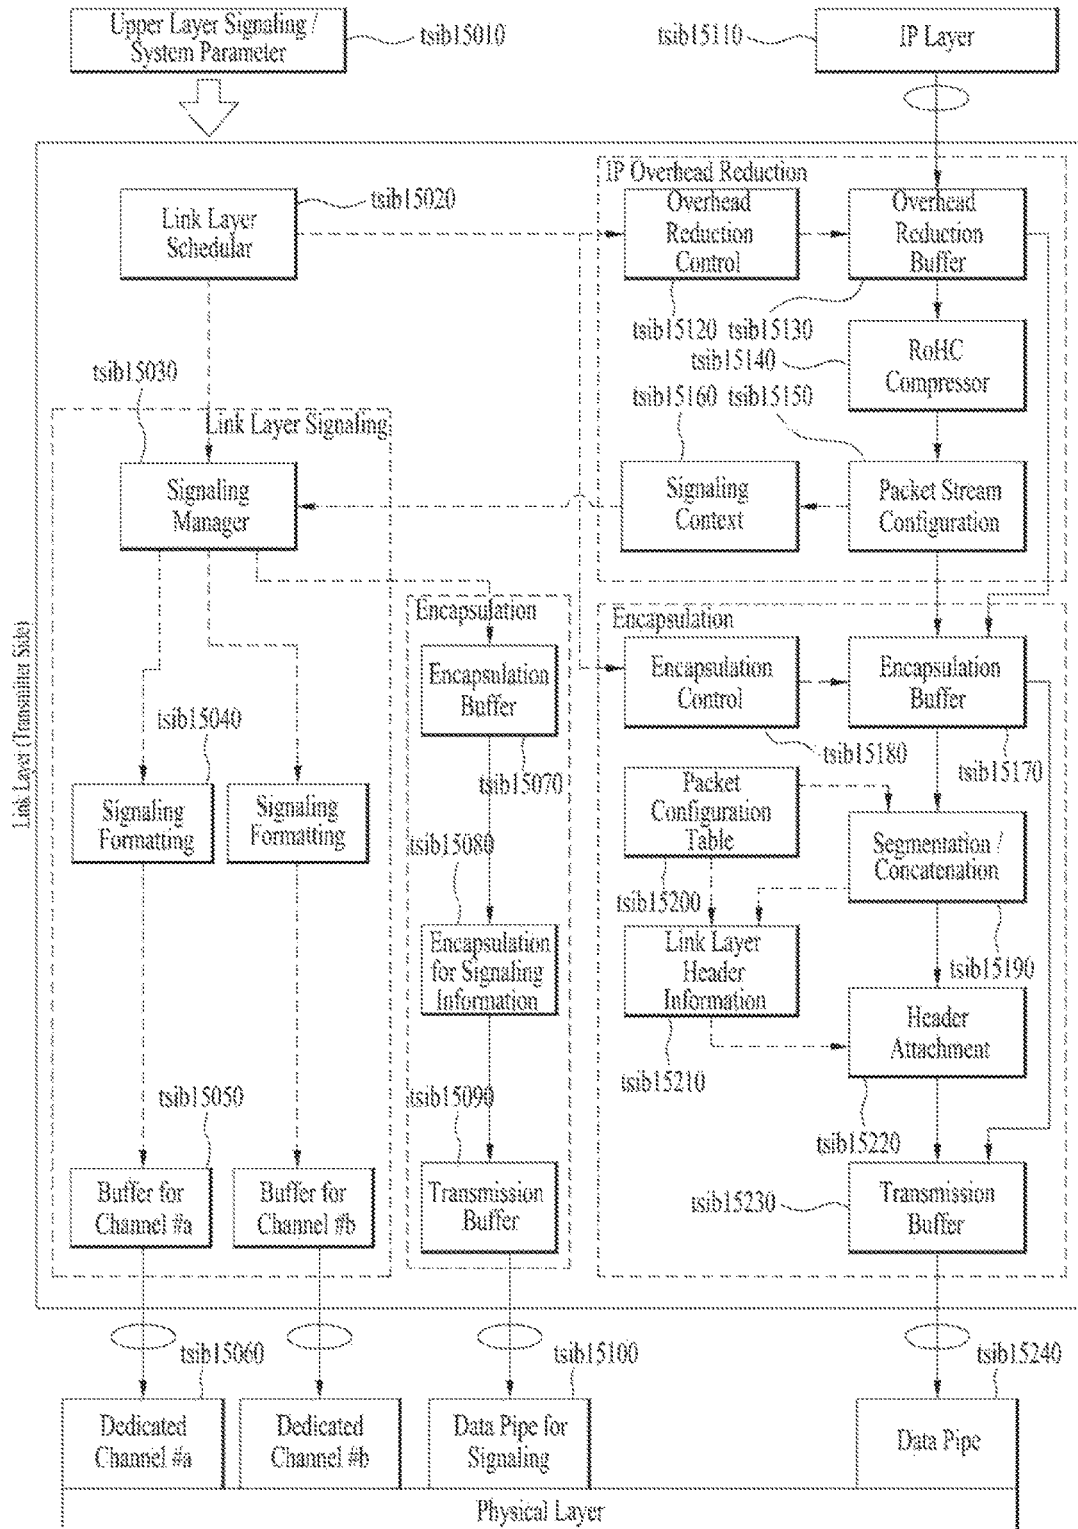 Upper Layer Signaling /
System Parameter
tsib15010
tsib15110
IP Layer
Link Layer (Transmitter Side)
IP Overhead Reduction
Link Layer
Schedular
tsib15020
Overhead
Reduction
Control
Overhead
Reduction
Buffer
tsib15120
tsib15130
tsib15140
RoHC
Compressor
tsib15030
tsib15160
tsib15150
Link Layer Signaling
Signaling
Manager
Signaling
Context
Packet Stream
Configuration
Encapsulation
Encapsulation
Encapsulation
Buffer
Encapsulation
Control
Encapsulation
Buffer
tsib15040
tsib15070
tsib15180
tsib15170
Signaling
Formatting
Signaling
Formatting
Packet
Configuration
Table
Segmentation /
Concatenation
tsib15080
tsib15200
Encapsulation
for Signaling
Information
Link Layer
Header
Information
tsib15190
Header
Attachment
tsib15210
tsib15050
tsib15090
tsib15220
Buffer for
Channel #a
Buffer for
Channel #b
Transmission
Buffer
tsib15230
Transmission
Buffer
tsib15060
tsib15100
tsib15240
Dedicated
Channel #a
Dedicated
Channel #b
Data Pipe for
Signaling
Data Pipe
Physical Layer